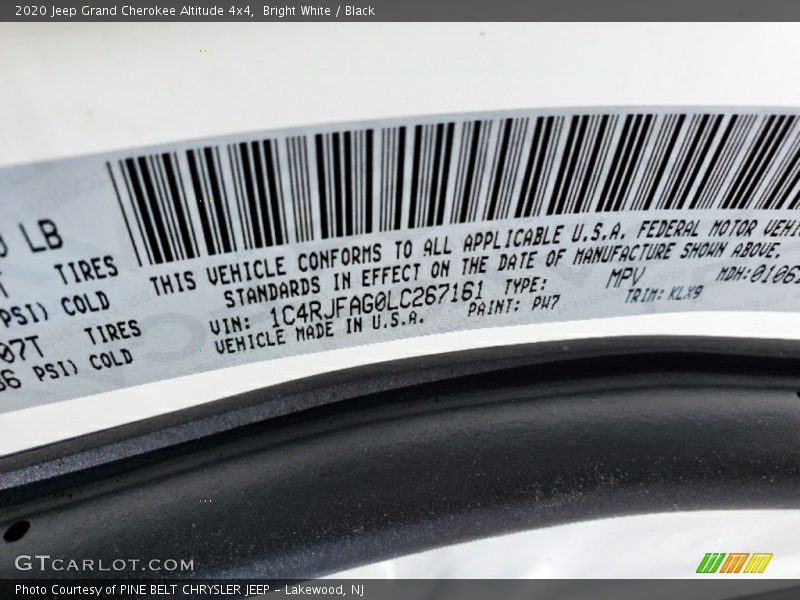 2020 Jeep Grand Cherokee Altitude 4x4, Bright White / Black
LB
TIRES
PSI) COLD
07T TIRES
36 PSI) COLD
THIS VEHICLE CONFORMS TO ALL APPLICABLE U.S.A. FEDERAL MOTOR
STANDARDS IN EFFECT ON THE DATE OF MANUFACTURE SHOWN ABOVE.
VIN: 1C4RJFAG0LC267161 TYPE: MPV MDH:01061
VEHICLE MADE IN U.S.A. PAINT: PW7 TRIM: KLX9
GTCARLOT.COM
Photo Courtesy of PINE BELT CHRYSLER JEEP - Lakewood, NJ